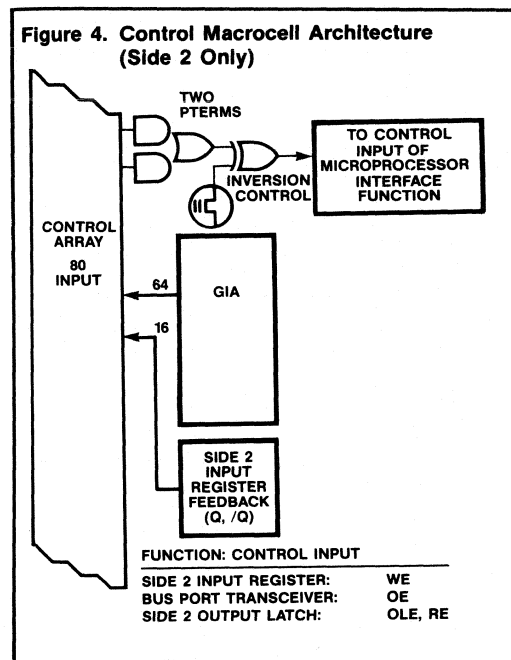 Figure 4. Control Macrocell Architecture
(Side 2 Only)
TWO
PTERMS
TO CONTROL
INPUT OF
MICROPROCESSOR
INTERFACE
FUNCTION
INVERSION
CONTROL
CONTROL
ARRAY
80
INPUT
64
GIA
16
SIDE 2
INPUT
REGISTER
FEEDBACK
(Q, /Q)
FUNCTION: CONTROL INPUT
SIDE 2 INPUT REGISTER: WE
BUS PORT TRANSCEIVER: OE
SIDE 2 OUTPUT LATCH: OLE, RE